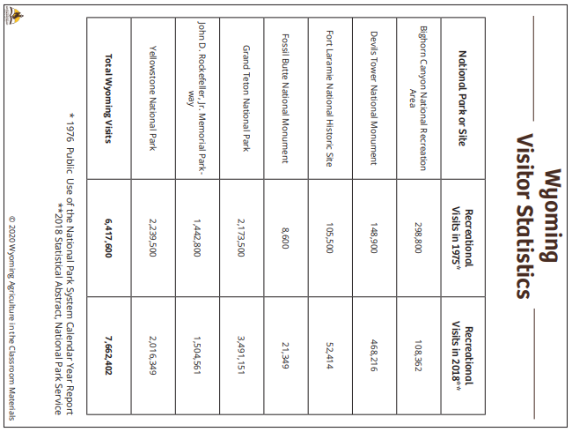 Wyoming
Visitor Statistics
National Park or Site
Recreational
Visits in 1975*
Recreational
Visits in 2018**
Bighorn Canyon National Recreation
Area
298,800
108,362
Devils Tower National Monument
148,900
468,216
Fort Laramie National Historic Site
105,500
52,414
Fossil Butte National Monument
8,600
21,349
Grand Teton National Park
2,173,500
3,491,151
John D. Rockefeller, Jr. Memorial Park-
way
1,442,800
1,504,561
Yellowstone National Park
2,239,500
2,016,349
Total Wyoming Visits
6,417,600
7,662,402
* 1976 Public Use of the National Park System Calendar Year Report
**2018 Statistical Abstract, National Park Service
© 2020 Wyoming Agriculture in the Classroom Materials